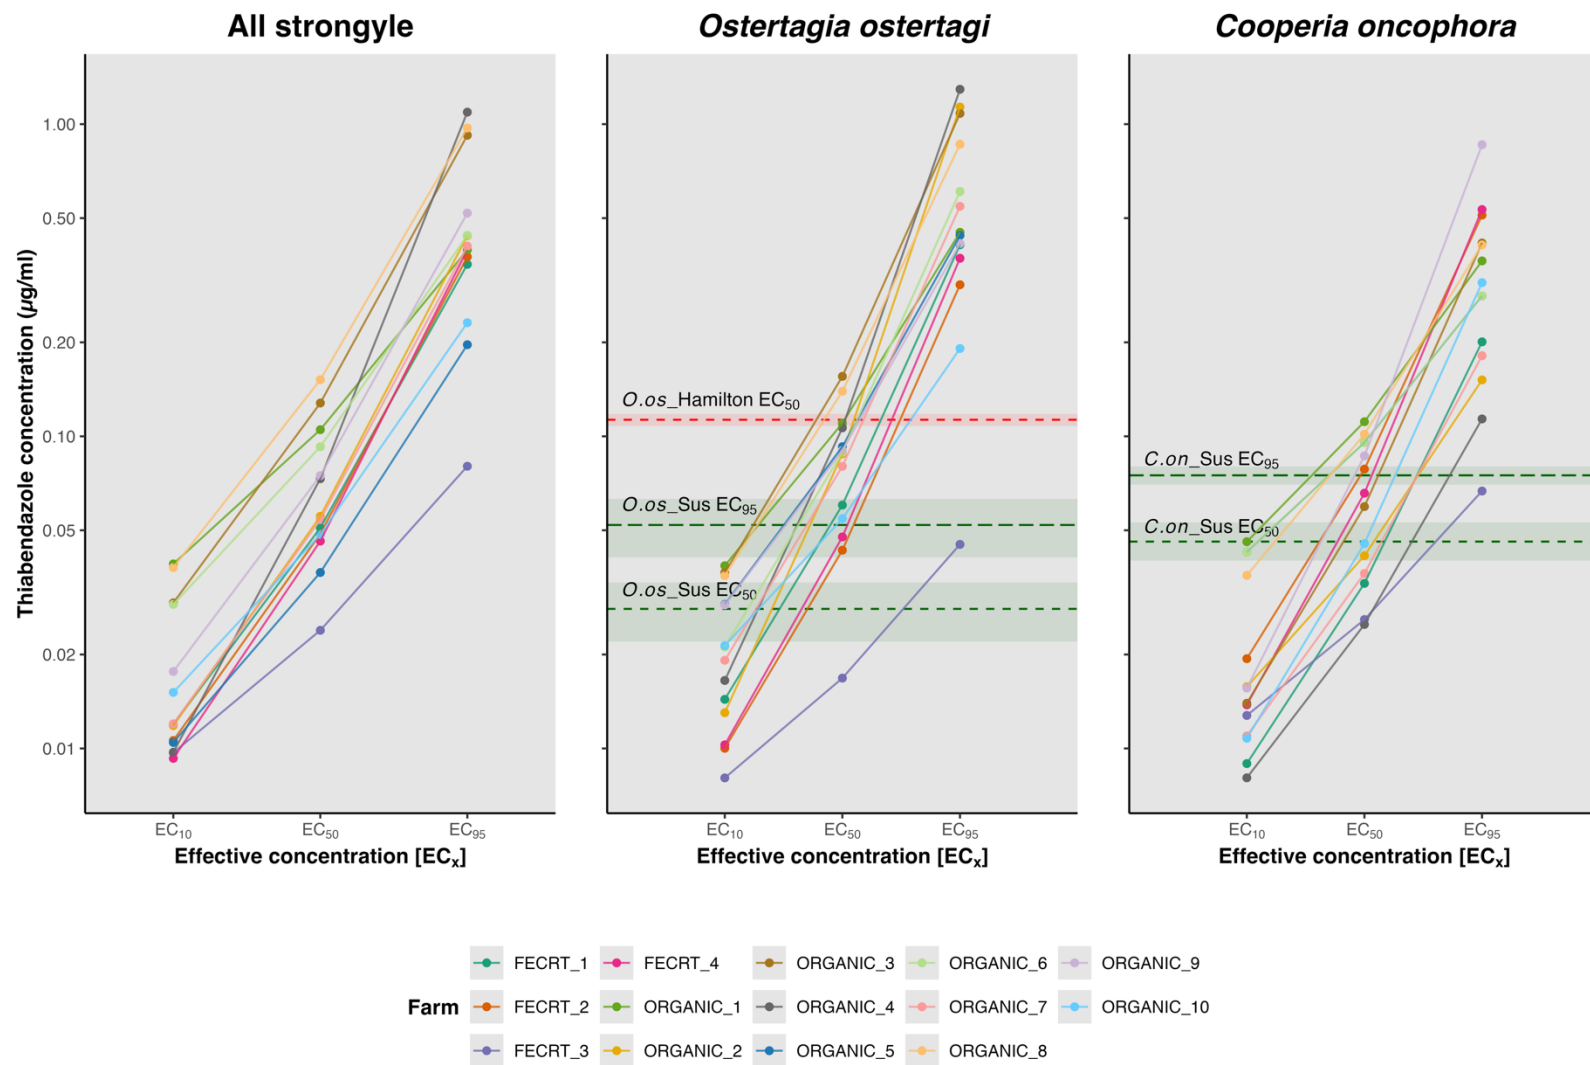 All strongyle
Ostertagia ostertagi
Cooperia oncophora
Thiabendazole concentration (µg/ml)
1.00
0.50
0.20
0.10
0.05
0.02
0.01
O.os_Hamilton EC50
O.os_Sus EC95
O.os_Sus EC50
C.on_Sus EC95
C.on_Sus EC50
EC10 EC50 EC95
EC10 EC50 EC95
EC10 EC50 EC95
Effective concentration [ECx]
Effective concentration [ECx]
Effective concentration [ECx]
Farm
FECRT_1 FECRT_4 ORGANIC_3 ORGANIC_6 ORGANIC_9
FECRT_2 ORGANIC_1 ORGANIC_4 ORGANIC_7 ORGANIC_10
FECRT_3 ORGANIC_2 ORGANIC_5 ORGANIC_8